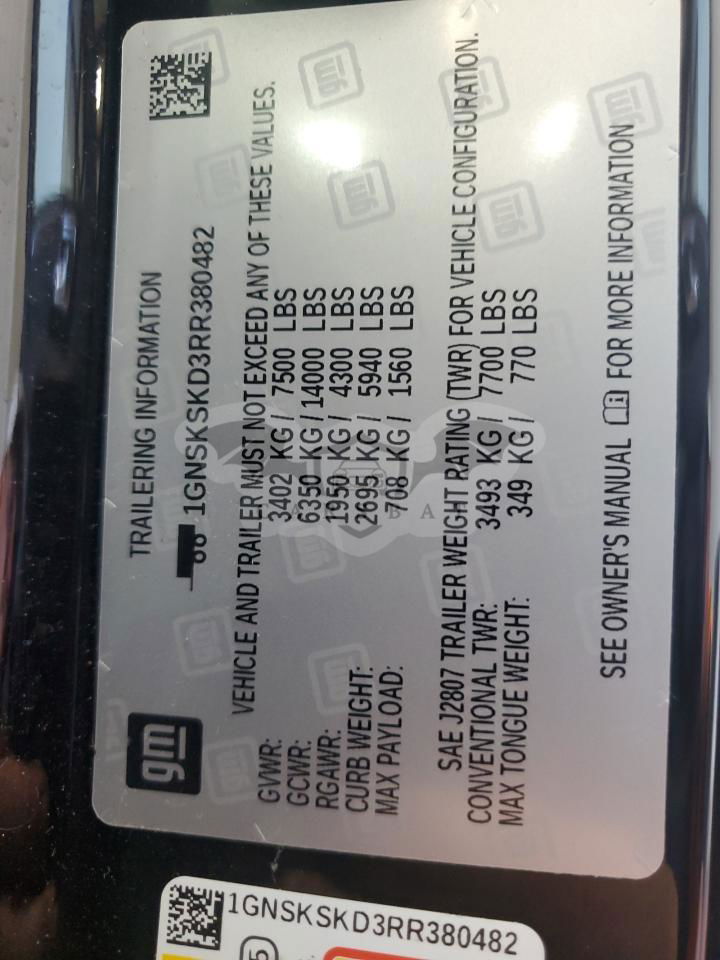 gm
TRAILERING INFORMATION
1GNSKSKD3RR380482
VEHICLE AND TRAILER MUST NOT EXCEED ANY OF THESE VALUES.
GVWR: 3402 KG / 7500 LBS
GCWR: 6350 KG / 14000 LBS
RGAWR: 1950 KG / 4300 LBS
CURB WEIGHT: 2695 KG / 5940 LBS
MAX PAYLOAD: 708 KG / 1560 LBS
SAE J2807 TRAILER WEIGHT RATING (TWR) FOR VEHICLE CONFIGURATION.
CONVENTIONAL TWR: 3493 KG / 7700 LBS
MAX TONGUE WEIGHT: 349 KG / 770 LBS
SEE OWNER'S MANUAL FOR MORE INFORMATION
1GNSKSKD3RR380482